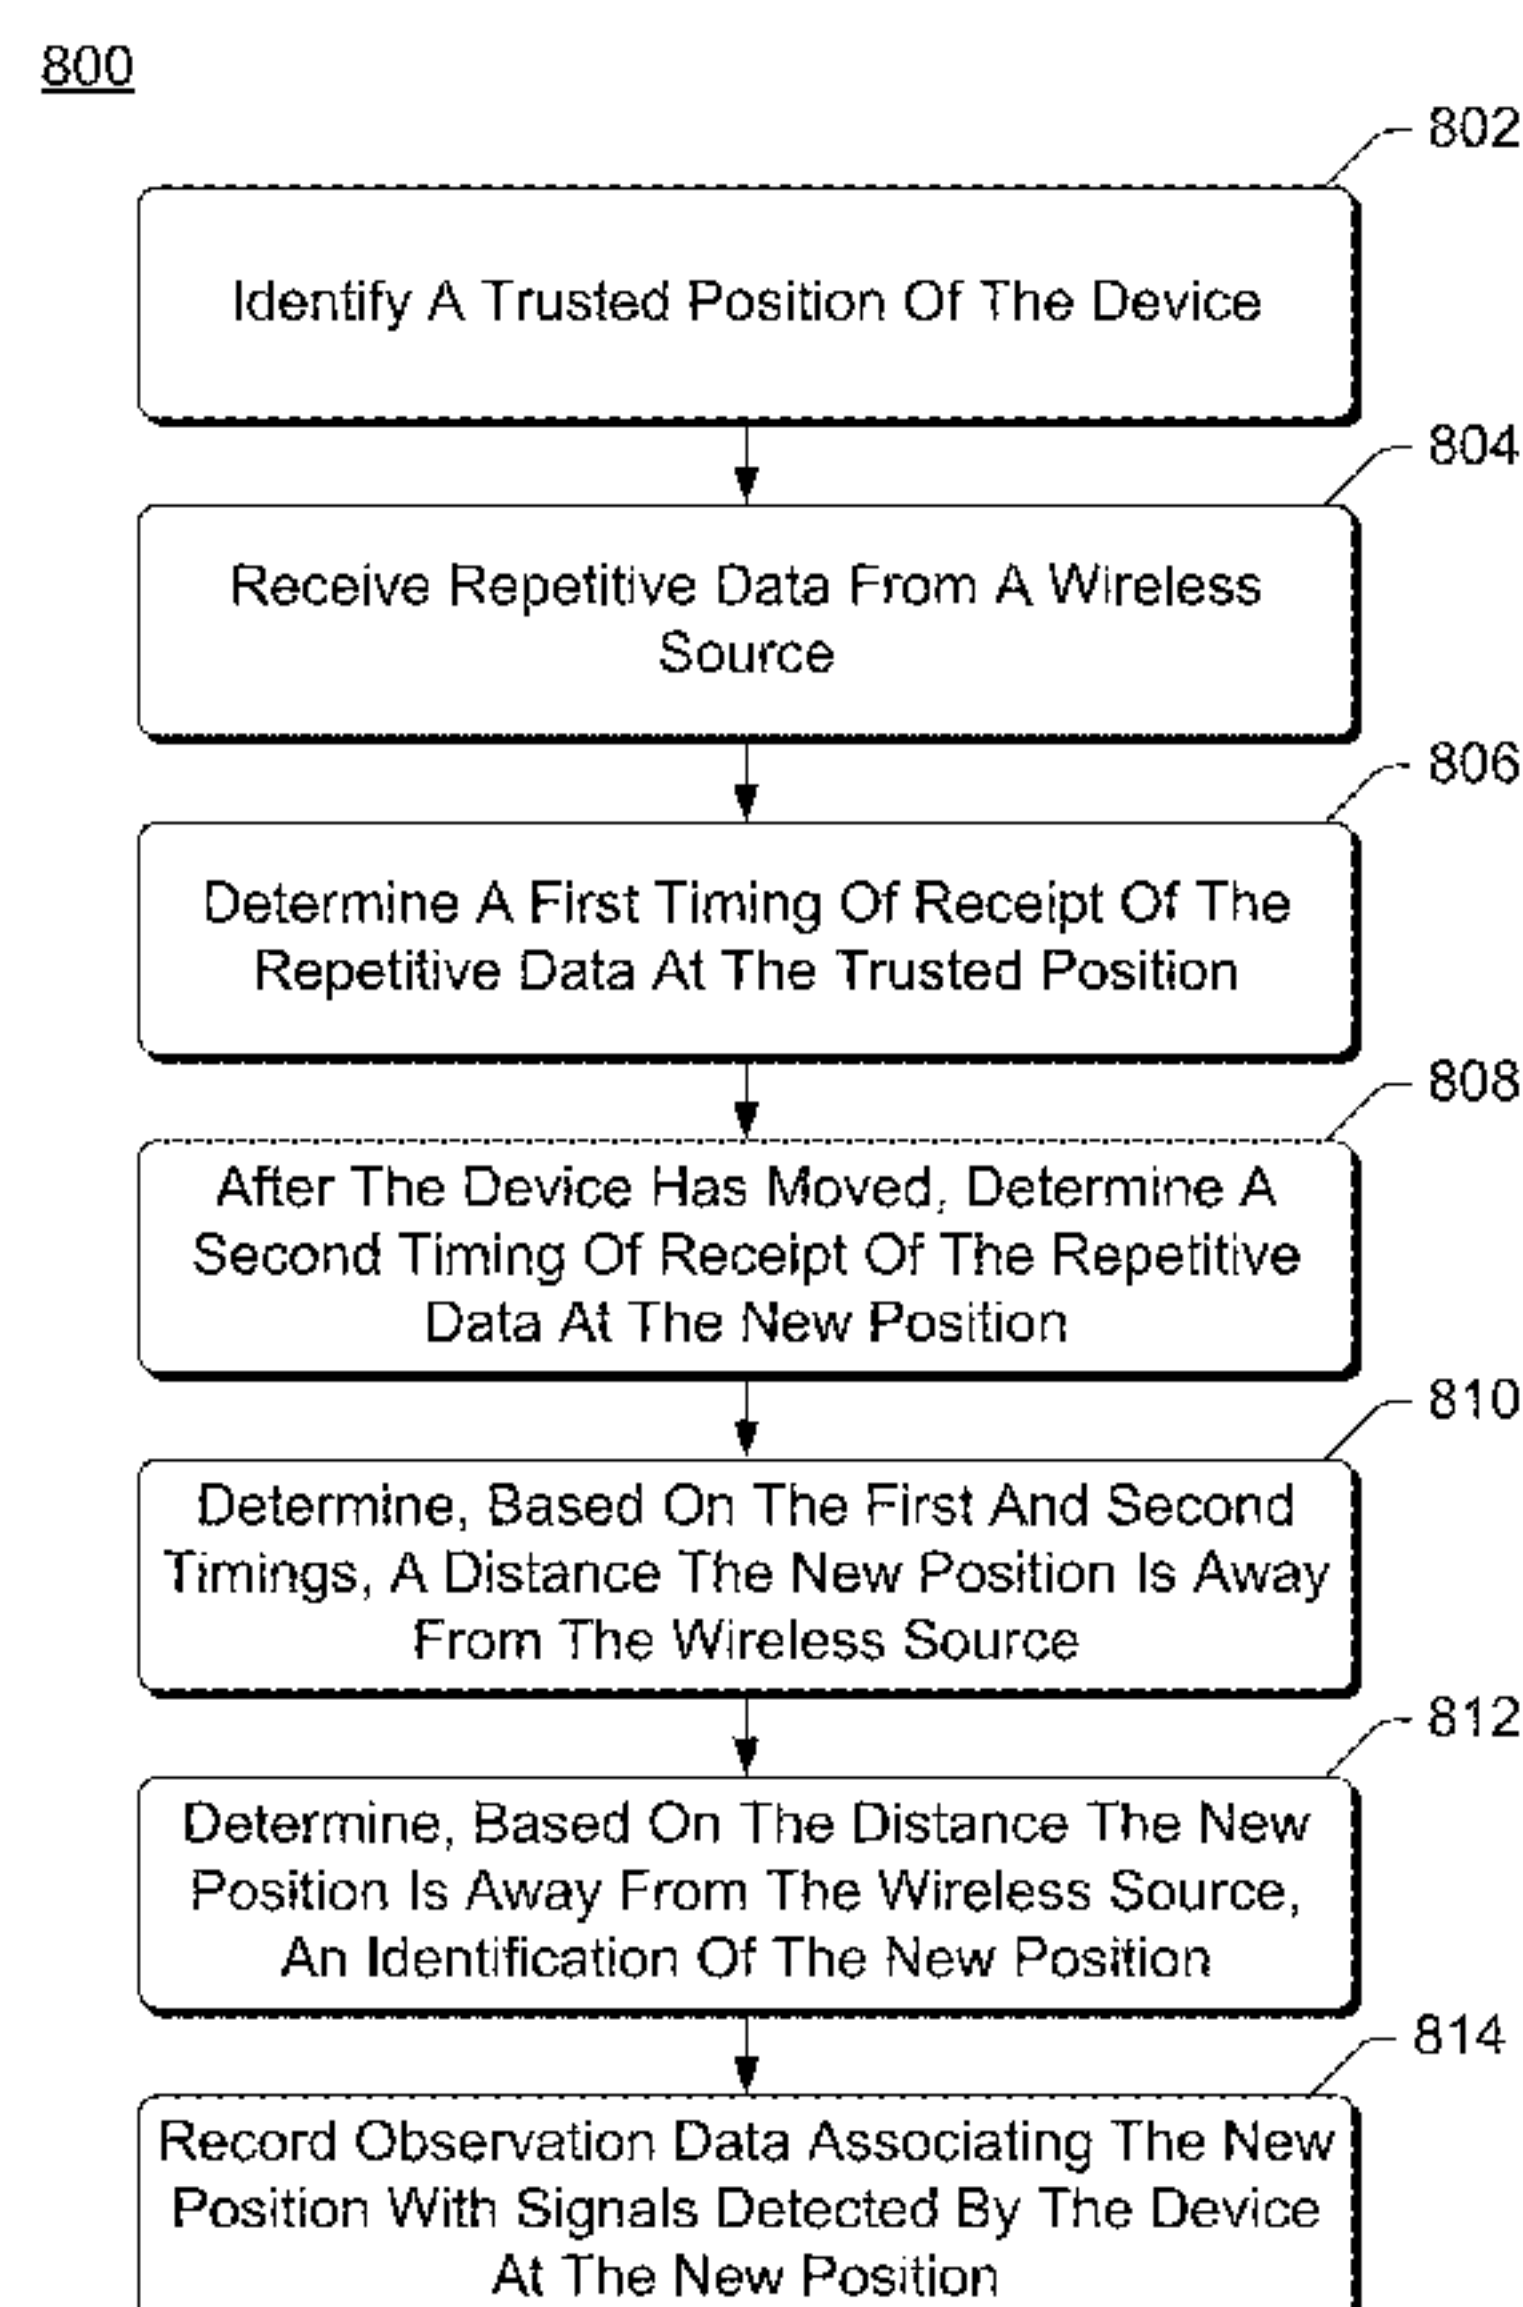 800
802
Identify A Trusted Position Of The Device
804
Receive Repetitive Data From A Wireless
Source
806
Determine A First Timing Of Receipt Of The
Repetitive Data At The Trusted Position
808
After The Device Has Moved, Determine A
Second Timing Of Receipt Of The Repetitive
Data At The New Position
810
Determine, Based On The First And Second
Timings, A Distance The New Position Is Away
From The Wireless Source
812
Determine, Based On The Distance The New
Position Is Away From The Wireless Source,
An Identification Of The New Position
814
Record Observation Data Associating The New
Position With Signals Detected By The Device
At The New Position